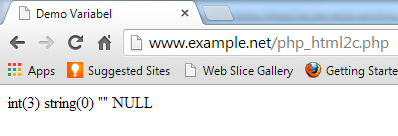 Demo Variabel
www.example.net/php_html2c.php
Apps Suggested Sites Web Slice Gallery Getting Starte
int(3) string(0) "" NULL